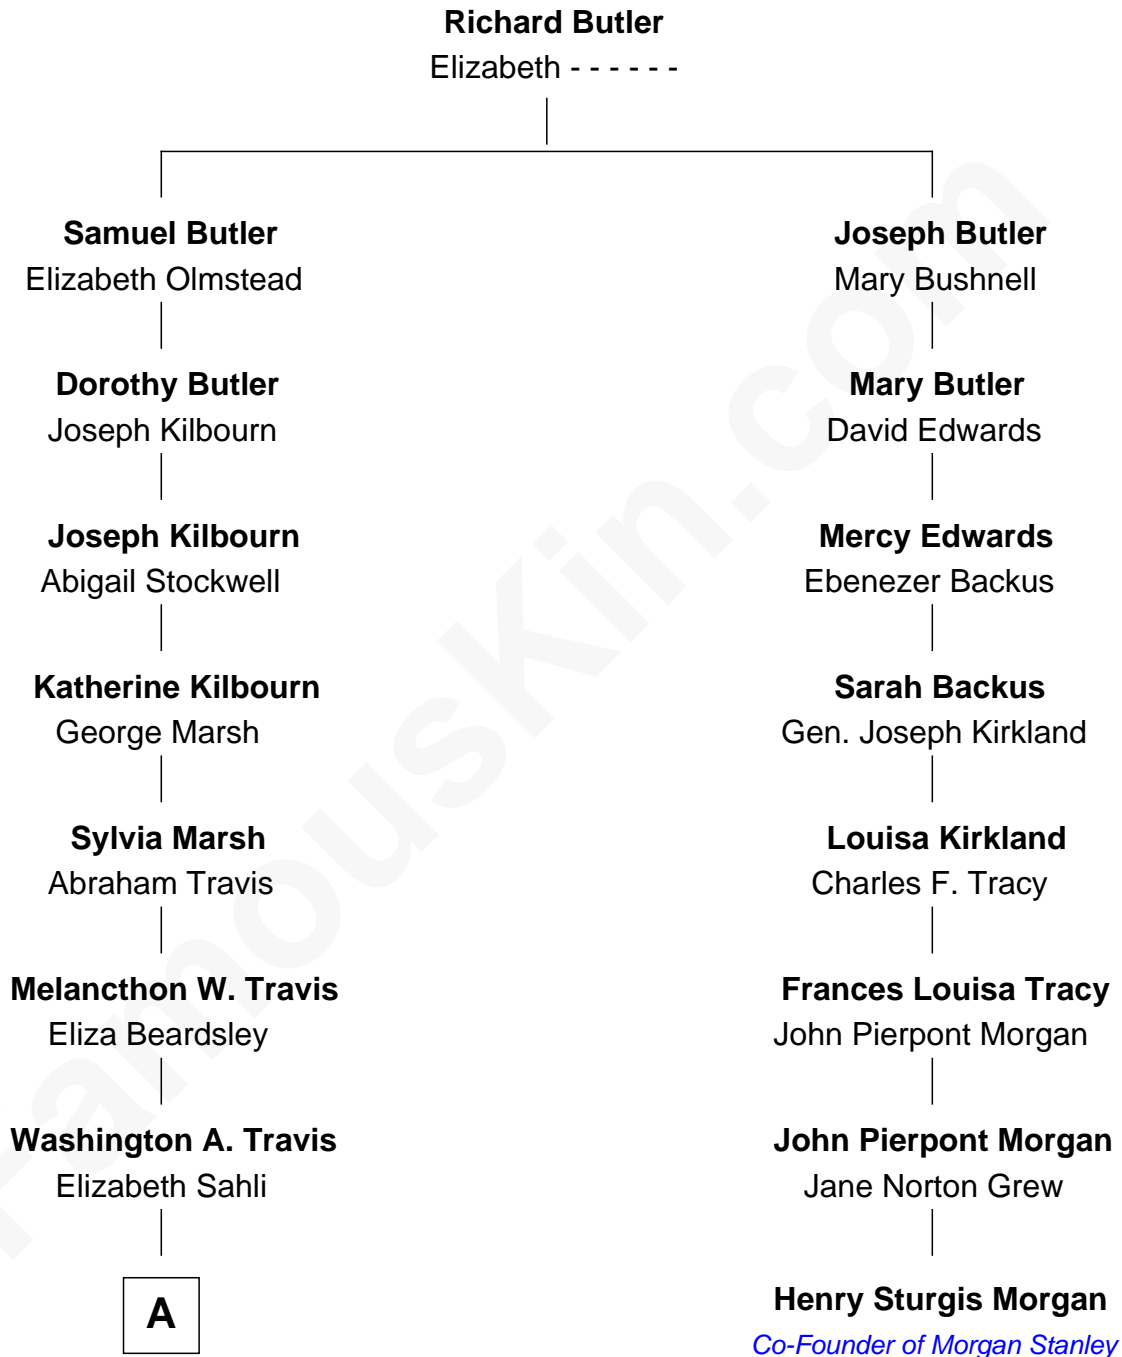 Richard Butler
Elizabeth - - - - - -
Samuel Butler
Elizabeth Olmstead
Joseph Butler
Mary Bushnell
Dorothy Butler
Joseph Kilbourn
Mary Butler
David Edwards
Joseph Kilbourn
Abigail Stockwell
Mercy Edwards
Ebenezer Backus
Katherine Kilbourn
George Marsh
Sarah Backus
Gen. Joseph Kirkland
Sylvia Marsh
Abraham Travis
Louisa Kirkland
Charles F. Tracy
Melancthon W. Travis
Eliza Beardsley
Frances Louisa Tracy
John Pierpont Morgan
Washington A. Travis
Elizabeth Sahli
John Pierpont Morgan
Jane Norton Grew
A
Henry Sturgis Morgan
Co-Founder of Morgan Stanley
FamousKin.com